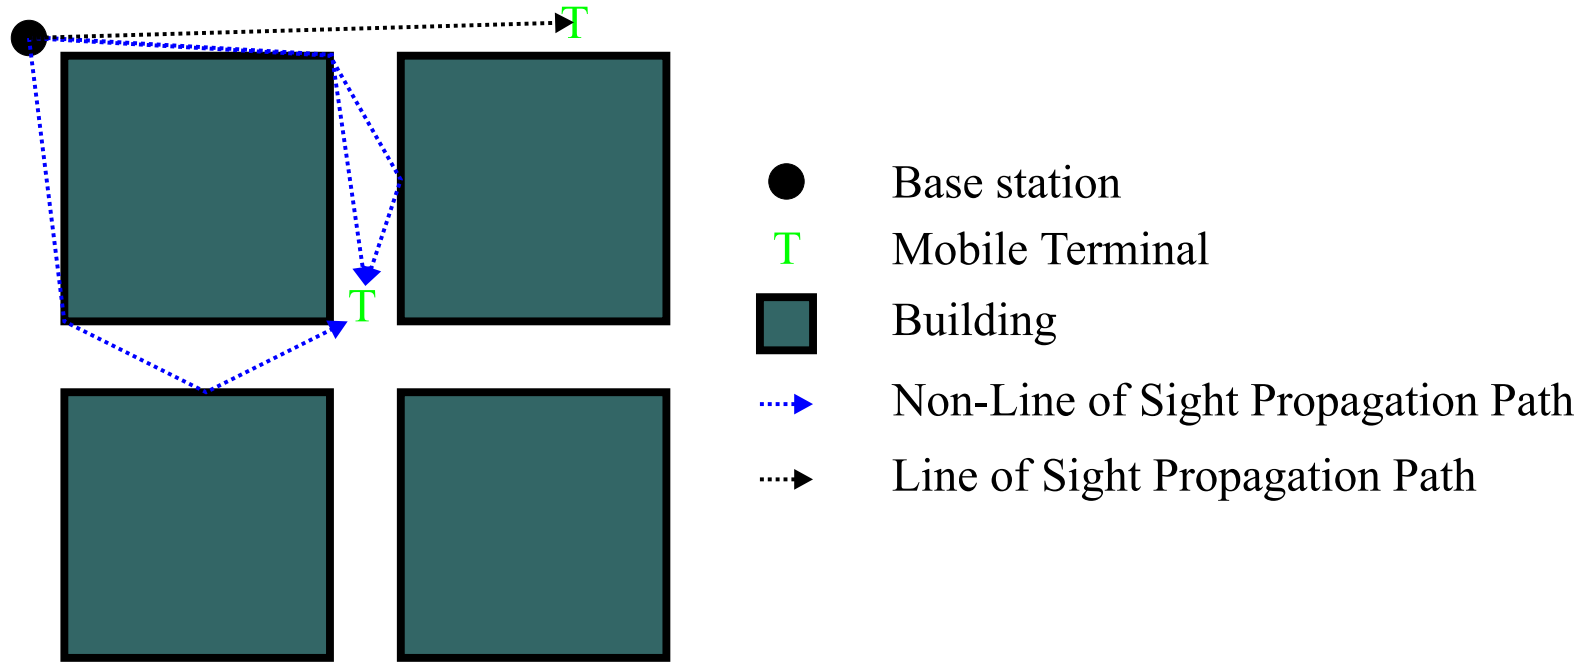 T
T
Base station
T Mobile Terminal
Building
Non-Line of Sight Propagation Path
Line of Sight Propagation Path